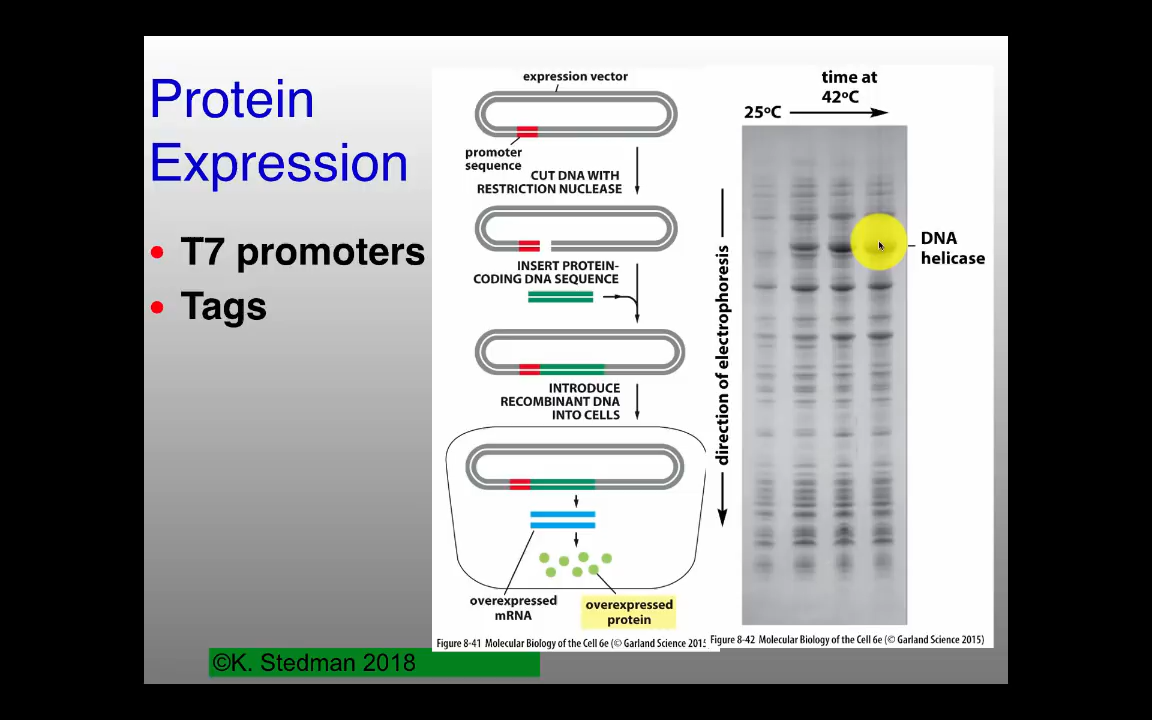 Protein
Expression
• T7 promoters
• Tags
©K. Stedman 2018
expression vector
promoter
sequence
CUT DNA WITH
RESTRICTION NUCLEASE
INSERT PROTEIN-
CODING DNA SEQUENCE
INTRODUCE
RECOMBINANT DNA
INTO CELLS
overexpressed
mRNA
overexpressed
protein
Figure 8-41 Molecular Biology of the Cell 6e (© Garland Science 2015
time at
42ºC
25ºC
direction of electrophoresis
DNA
helicase
Figure 8-42 Molecular Biology of the Cell 6e (© Garland Science 2015)